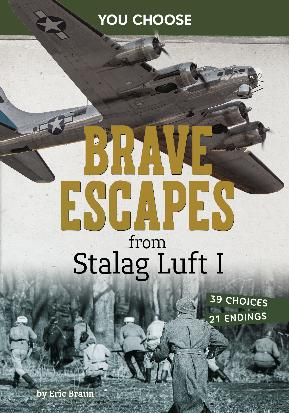 YOU CHOOSE
BRAVE
ESCAPES
from
Stalag Luft I
39 CHOICES
21 ENDINGS
by Eric Braun